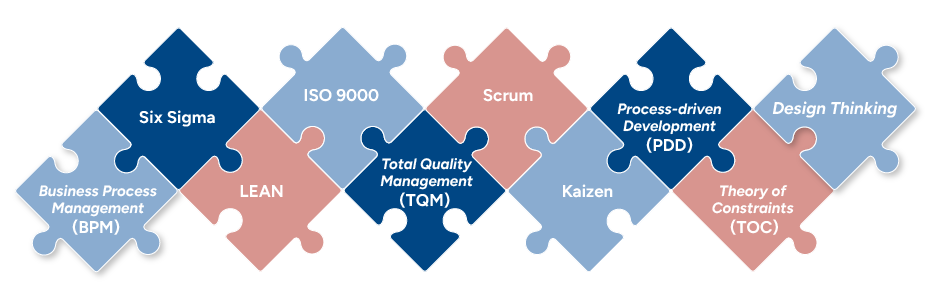 Business Process
Management
(BPM)
Six Sigma
LEAN
ISO 9000
Total Quality
Management
(TQM)
Scrum
Kaizen
Process-driven
Development
(PDD)
Theory of
Constraints
(TOC)
Design Thinking